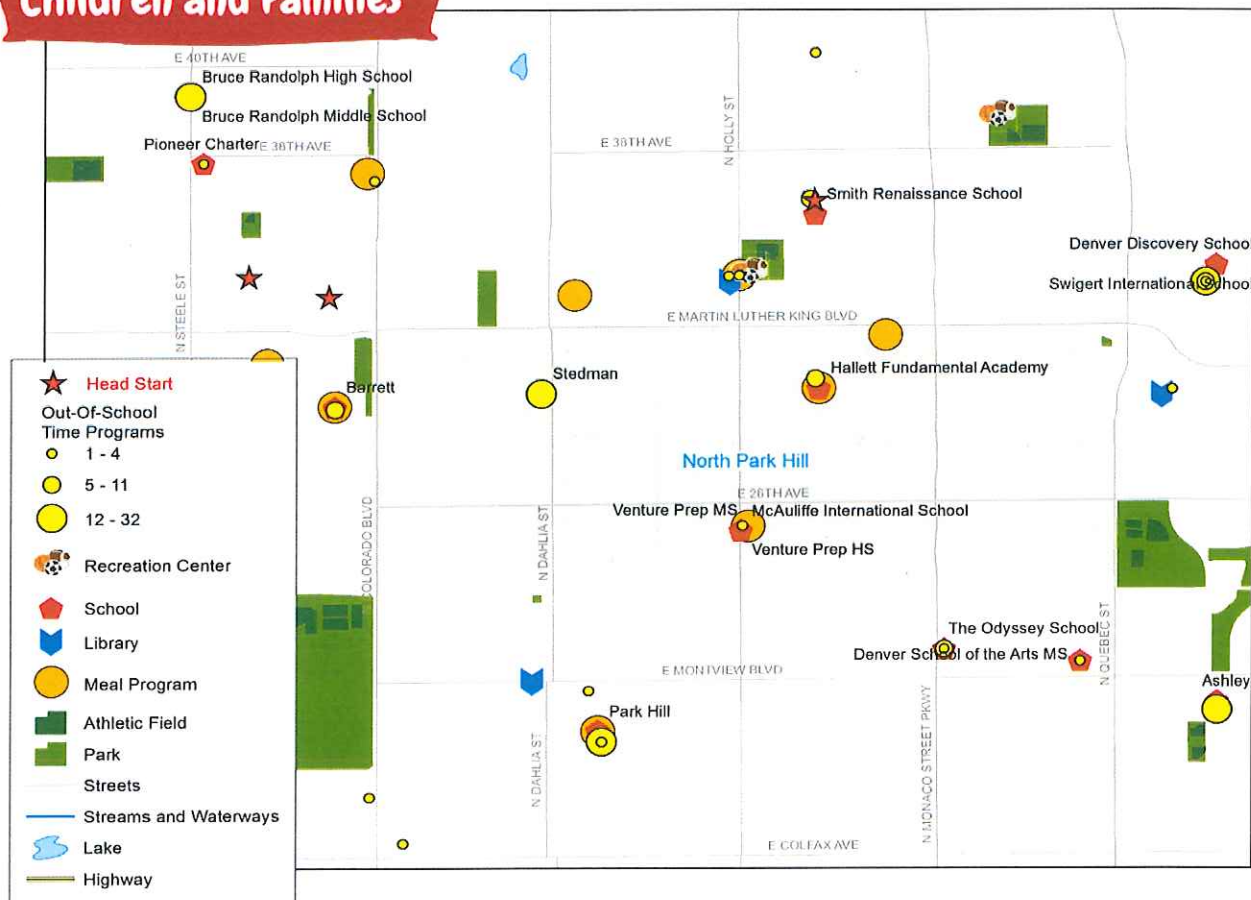 Children and Families
E 40TH AVE
Bruce Randolph High School
Bruce Randolph Middle School
Pioneer Charter
E 38TH AVE
E 38TH AVE
N HOLLY ST
Smith Renaissance School
Denver Discovery School
Swigert International School
N STEELE ST
E MARTIN LUTHER KING BLVD
Barrett
Stedman
Hallett Fundamental Academy
North Park Hill
E 26TH AVE
Venture Prep MS
McAuliffe International School
Venture Prep HS
COLORADO BLVD
N DAHLIA ST
The Odyssey School
Denver School of the Arts MS
N QUEBEC ST
E MONTVIEW BLVD
Ashley
Park Hill
N DAHLIA ST
N MONACO STREET PKWY
E COLFAX AVE
Head Start
Out-Of-School
Time Programs
1 - 4
5 - 11
12 - 32
Recreation Center
School
Library
Meal Program
Athletic Field
Park
Streets
Streams and Waterways
Lake
Highway